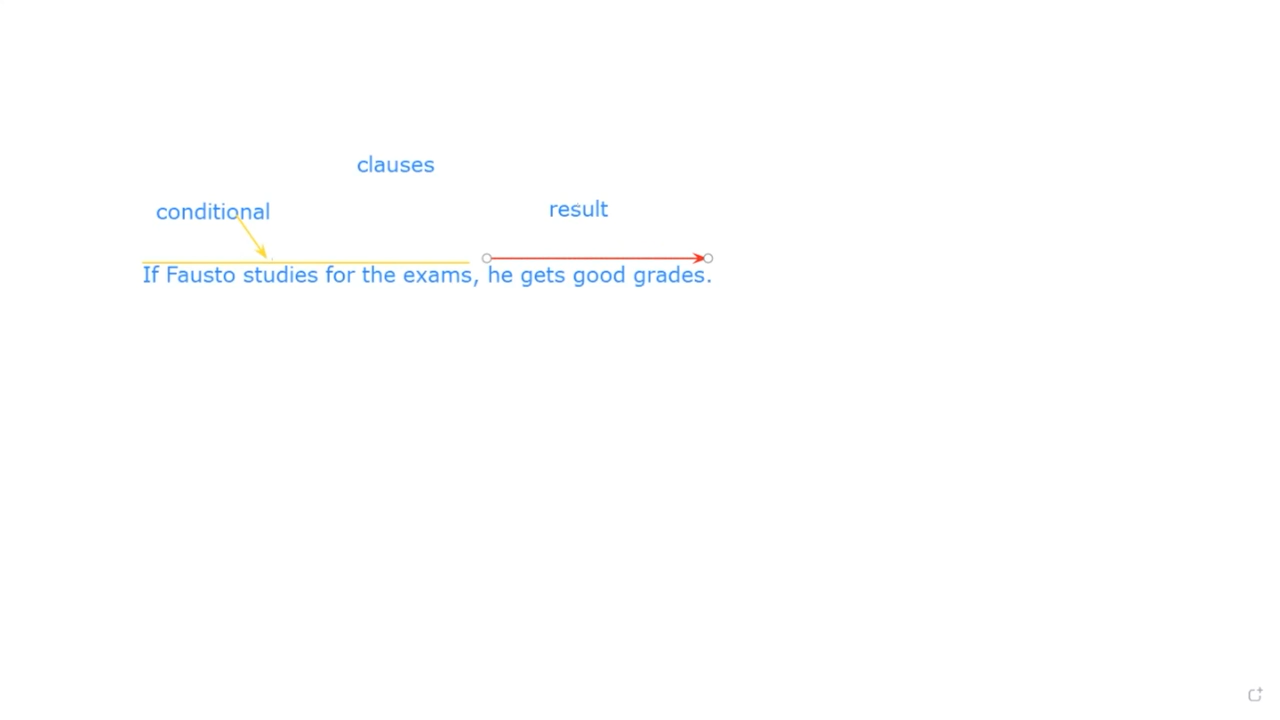 clauses
conditional
result
If Fausto studies for the exams, he gets good grades.